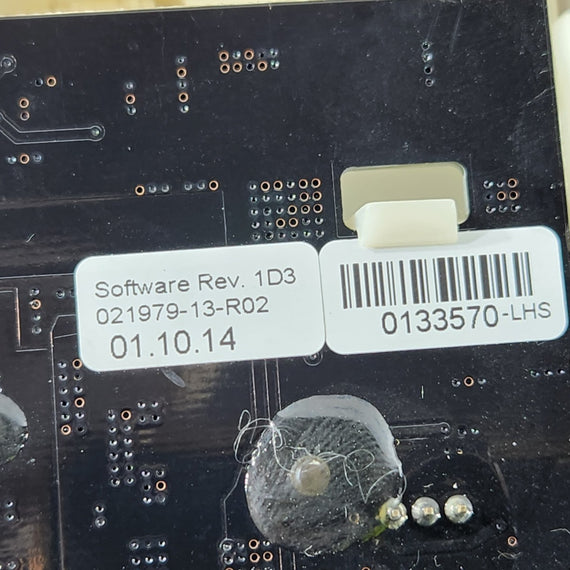 Software Rev. 1D3
021979-13-R02
01.10.14
0133570-LHS